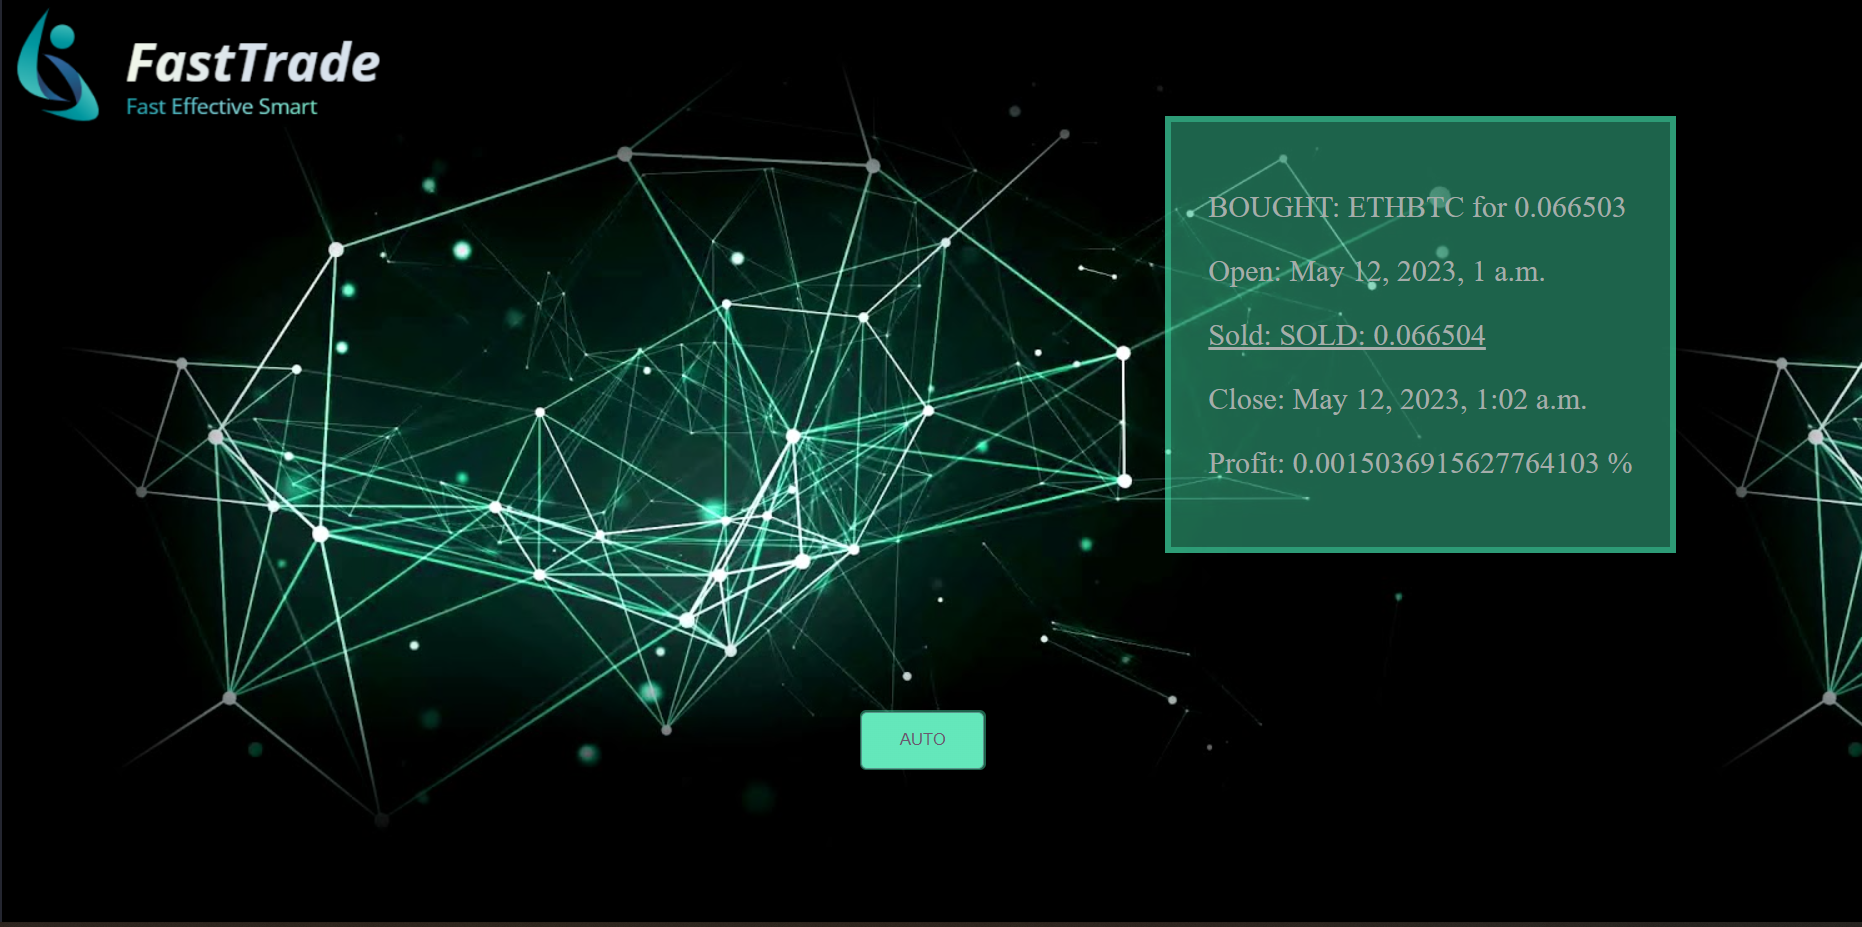 FastTrade
Fast Effective Smart
BOUGHT: ETHBTC for 0.066503
Open: May 12, 2023, 1 a.m.
Sold: SOLD: 0.066504
Close: May 12, 2023, 1:02 a.m.
Profit: 0.0015036915627764103 %
AUTO